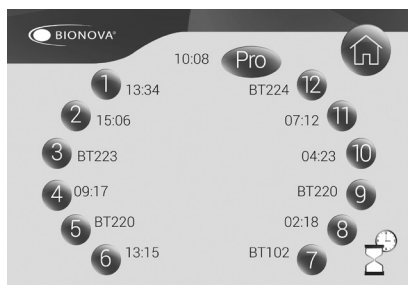 BIONOVA®
10:08 Pro
1 13:34 BT224 12
2 15:06 07:12 11
3 BT223 04:23 10
4 09:17 BT220 9
5 BT220 02:18 8
6 13:15 BT102 7